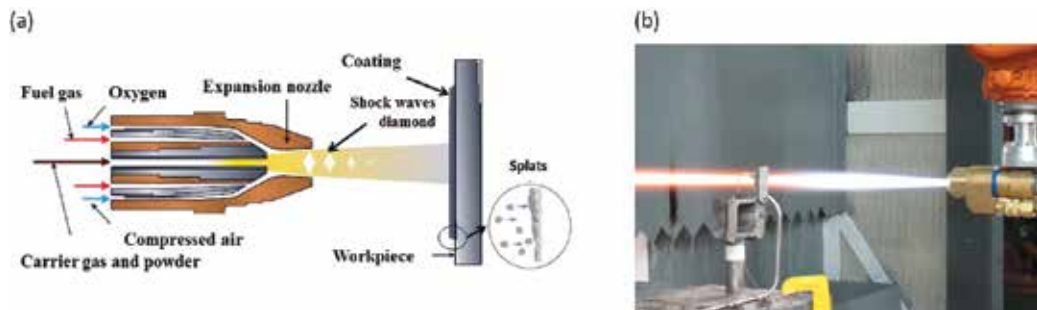 (a)
(b)
Coating
Fuel gas
Oxygen
Expansion nozzle
Shock waves
diamond
Splats
Compressed air
Carrier gas and powder
Workpiece